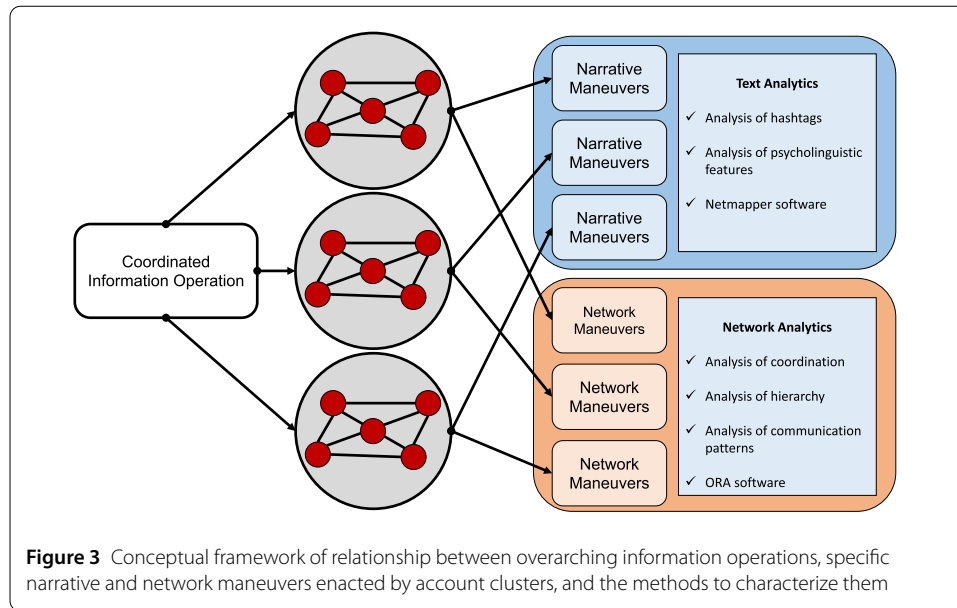 Coordinated
Information Operation
Narrative
Maneuvers
Narrative
Maneuvers
Narrative
Maneuvers
Text Analytics
✓ Analysis of hashtags
✓ Analysis of psycholinguistic
features
✓ Netmapper software
Network
Maneuvers
Network
Maneuvers
Network
Maneuvers
Network Analytics
✓ Analysis of coordination
✓ Analysis of hierarchy
✓ Analysis of communication
patterns
✓ ORA software
Figure 3 Conceptual framework of relationship between overarching information operations, specific
narrative and network maneuvers enacted by account clusters, and the methods to characterize them